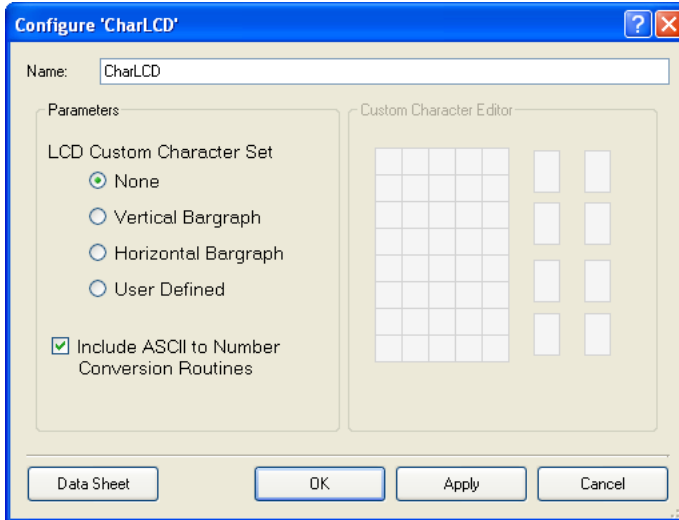 Configure 'CharLCD'
Name: CharLCD
Parameters
LCD Custom Character Set
None
Vertical Bargraph
Horizontal Bargraph
User Defined
Include ASCII to Number
Conversion Routines
Custom Character Editor
Data Sheet OK Apply Cancel